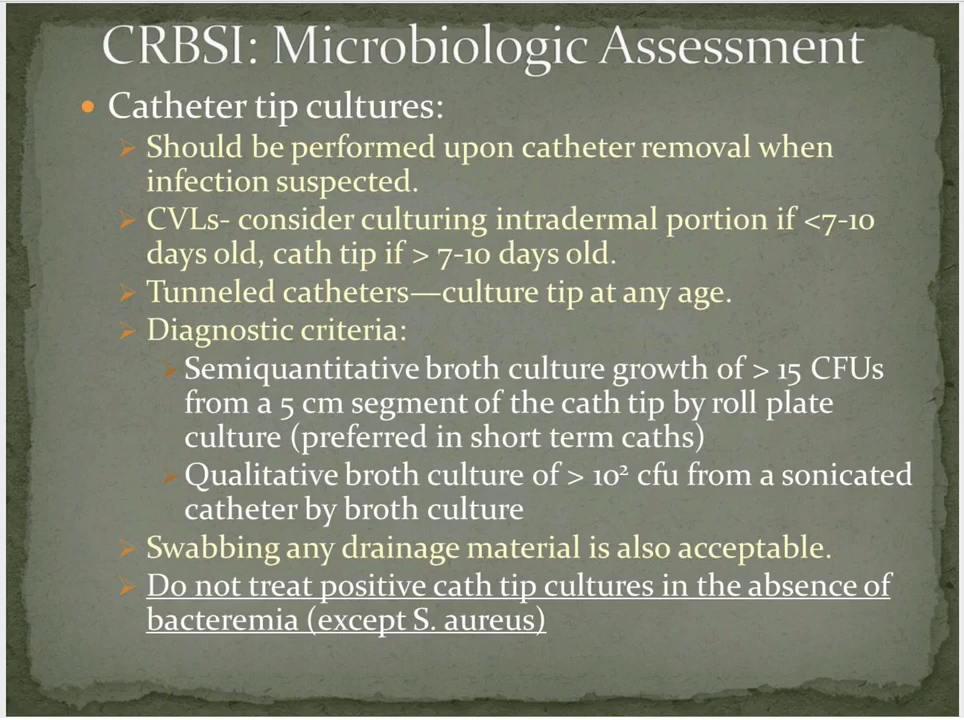 CRBSI: Microbiologic Assessment
• Catheter tip cultures:
➢ Should be performed upon catheter removal when
infection suspected.
➢ CVLs- consider culturing intradermal portion if <7-10
days old, cath tip if > 7-10 days old.
➢ Tunneled catheters—culture tip at any age.
➢ Diagnostic criteria:
➢ Semiquantitative broth culture growth of > 15 CFUs
from a 5 cm segment of the cath tip by roll plate
culture (preferred in short term caths)
➢ Qualitative broth culture of > 10² cfu from a sonicated
catheter by broth culture
➢ Swabbing any drainage material is also acceptable.
➢ Do not treat positive cath tip cultures in the absence of
bacteremia (except S. aureus)